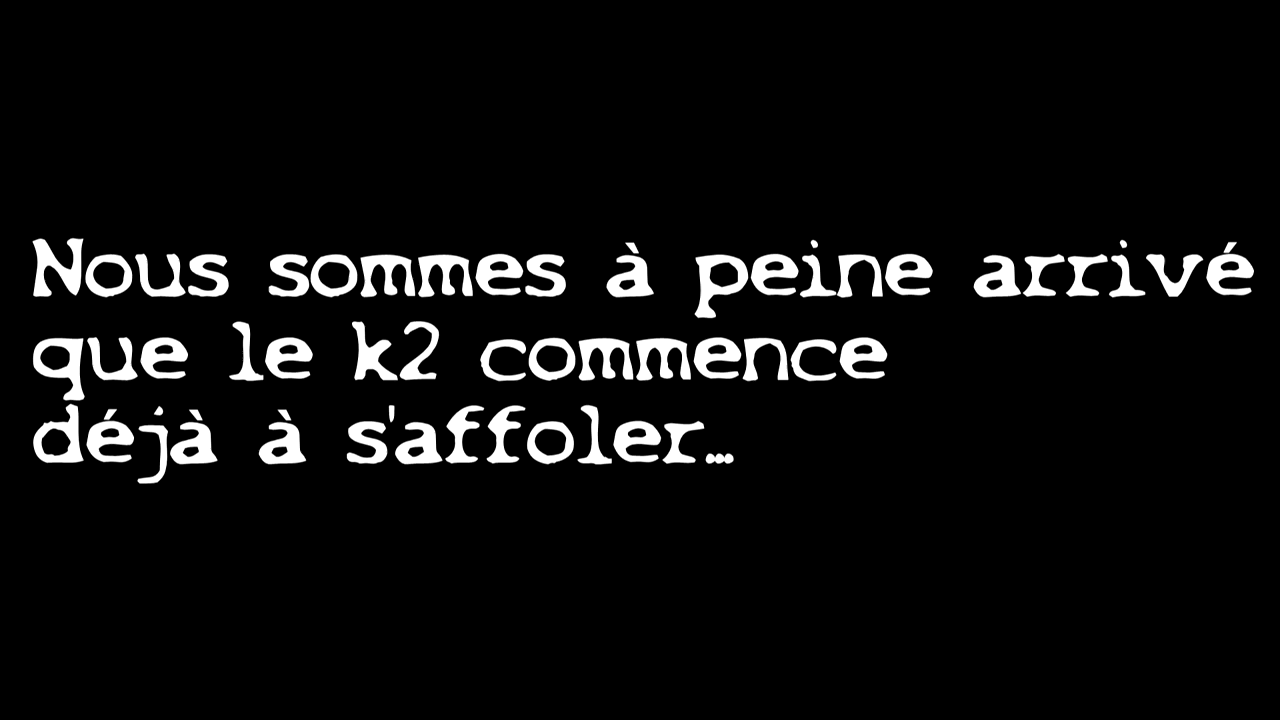 Nous sommes à peine arrivé
que le k2 commence
déjà à s'affoler...